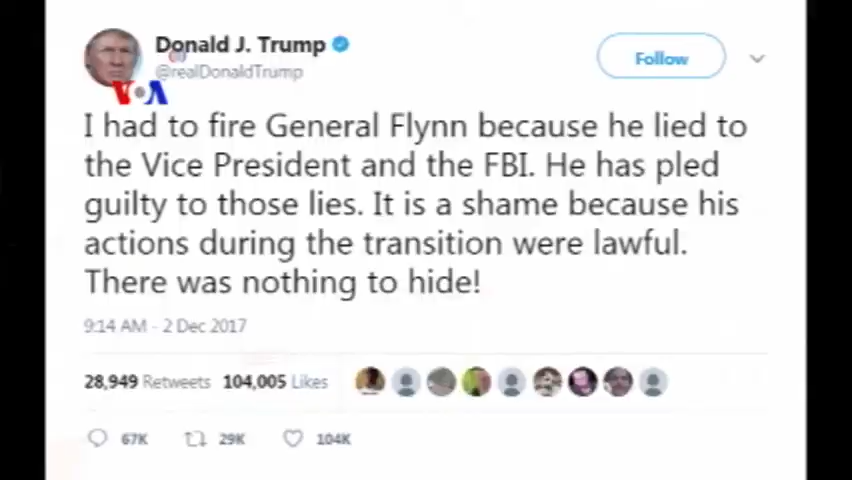 Donald J. Trump
@realDonaldTrump
Follow
VOA
I had to fire General Flynn because he lied to
the Vice President and the FBI. He has pled
guilty to those lies. It is a shame because his
actions during the transition were lawful.
There was nothing to hide!
9:14 AM - 2 Dec 2017
28,949 Retweets 104,005 Likes
67K 29K 104K